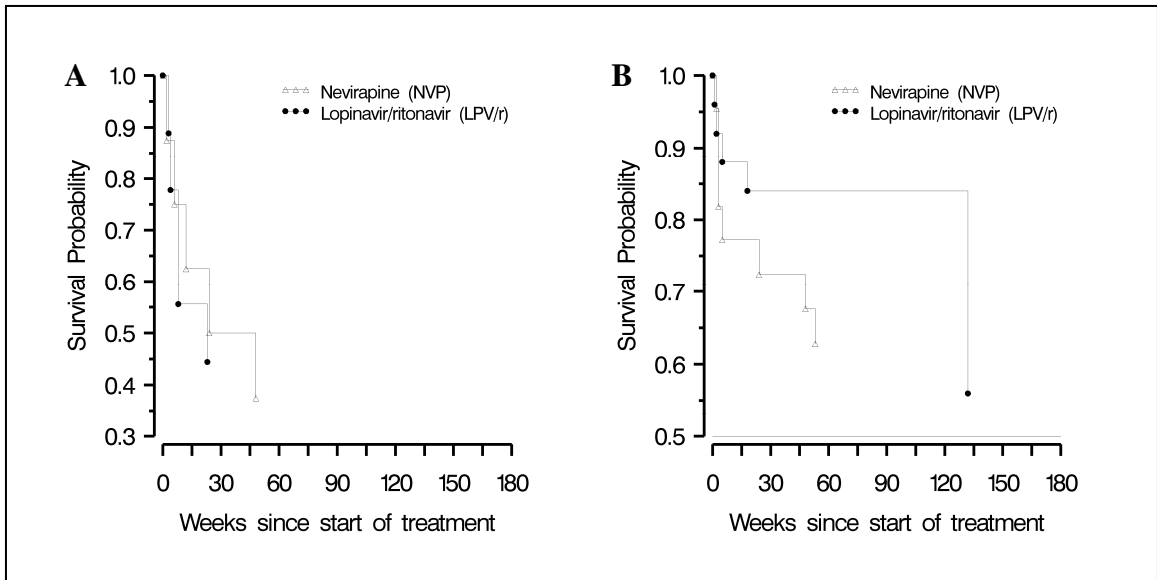 A
1.0
0.9
0.8
0.7
0.6
0.5
0.4
0.3
Survival Probability
Nevirapine (NVP)
Lopinavir/ritonavir (LPV/r)
0 30 60 90 120 150 180
Weeks since start of treatment
B
1.0
0.9
0.8
0.7
0.6
0.5
Survival Probability
Nevirapine (NVP)
Lopinavir/ritonavir (LPV/r)
0 30 60 90 120 150 180
Weeks since start of treatment